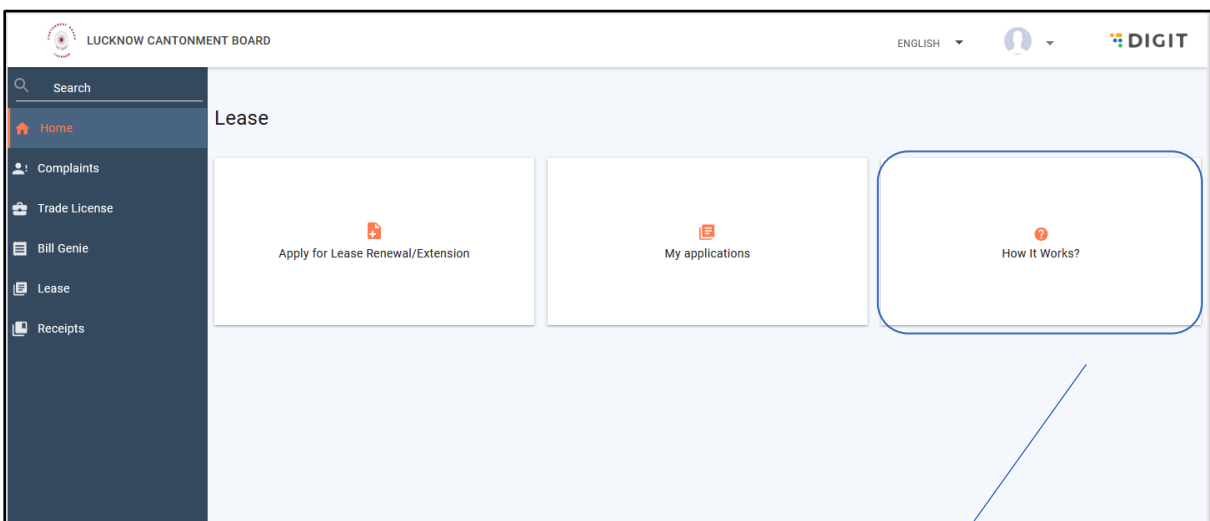 LUCKNOW CANTONMENT BOARD
ENGLISH
DIGIT
Search
Home
Lease
Complaints
Trade License
Bill Genie
Lease
Receipts
Apply for Lease Renewal/Extension
My applications
How It Works?